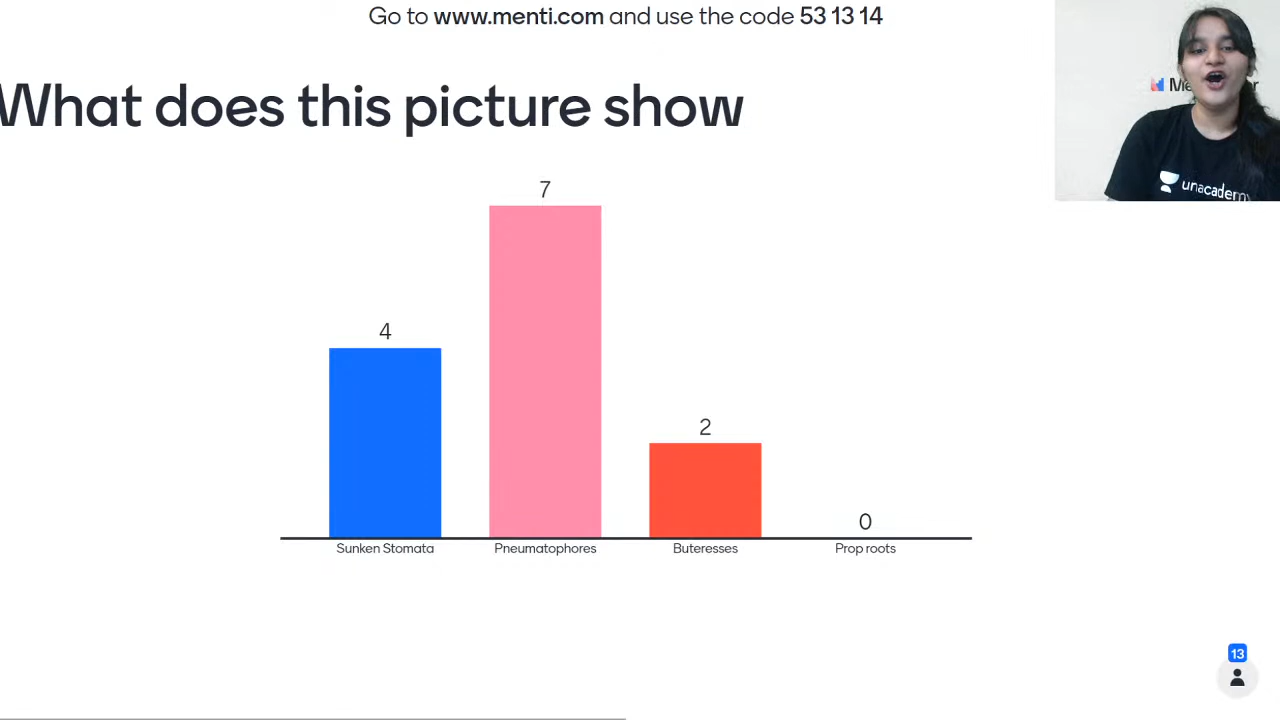 Go to www.menti.com and use the code 53 13 14
What does this picture show
unacademy
7
4
2
0
Sunken Stomata
Pneumatophores
Buteresses
Prop roots
13